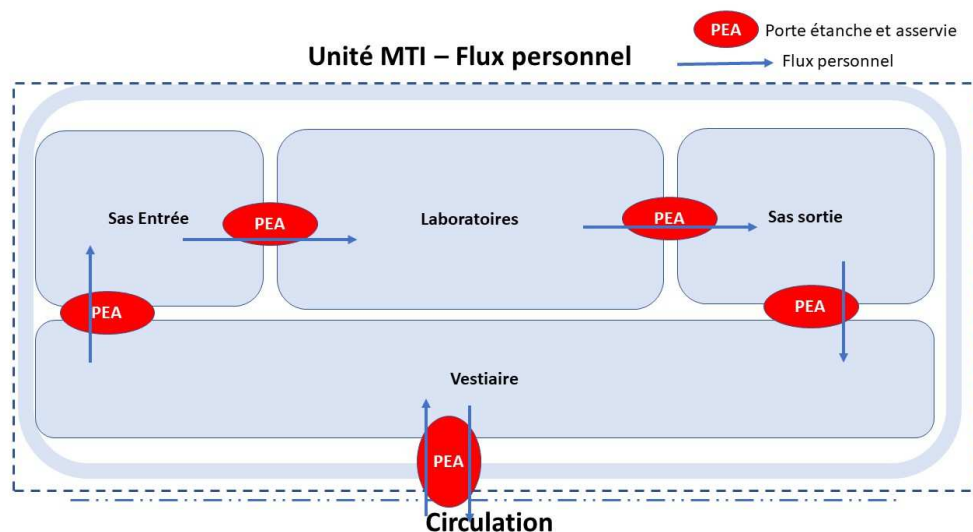 PEA Porte étanche et asservie
Flux personnel
Unité MTI – Flux personnel
Sas Entrée
PEA
Laboratoires
PEA
Sas sortie
PEA
PEA
Vestiaire
PEA
Circulation